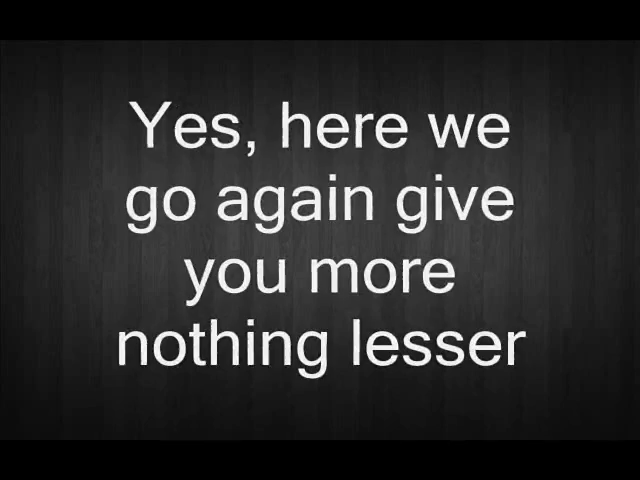 Yes, here we
go again give
you more
nothing lesser